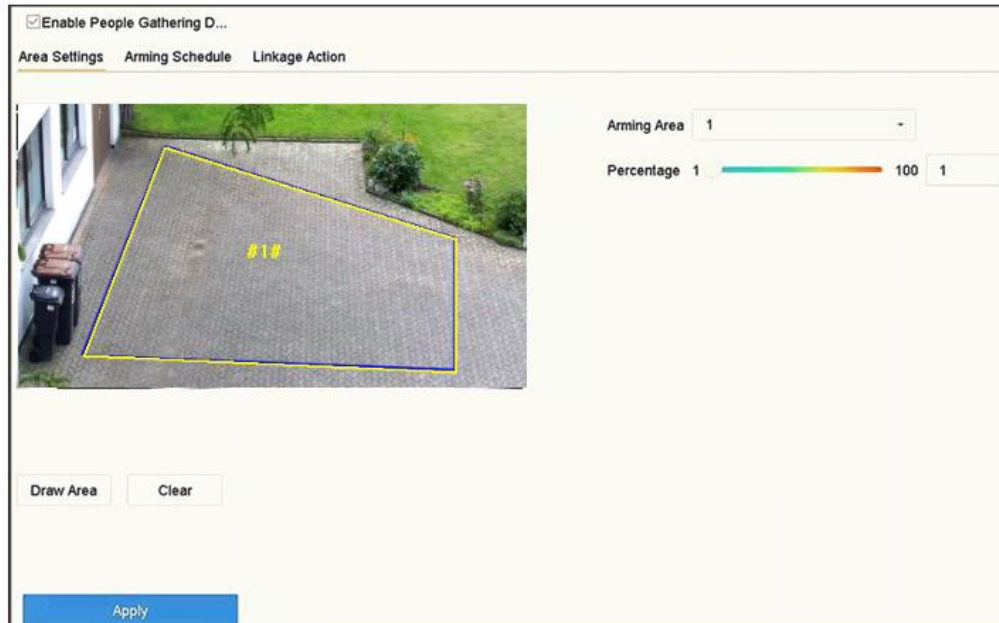 Enable People Gathering D...
Area Settings Arming Schedule Linkage Action
Arming Area 1
Percentage 1 100 1
#1#
Draw Area Clear
Apply